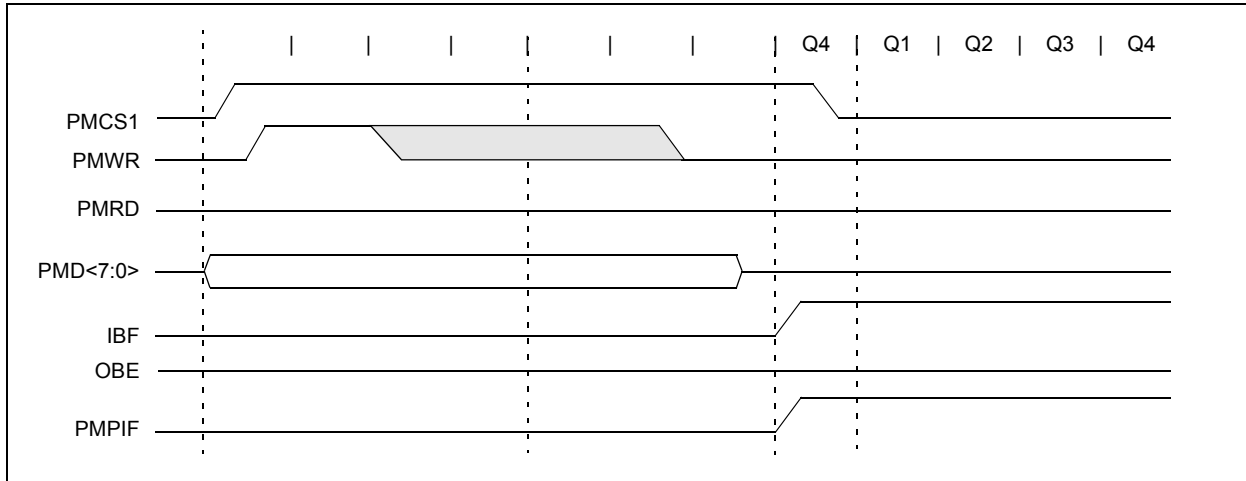 | | | | | | | Q4 | Q1 | Q2 | Q3 | Q4
PMCS1
PMWR
PMRD
PMD<7:0>
IBF
OBE
PMPIF